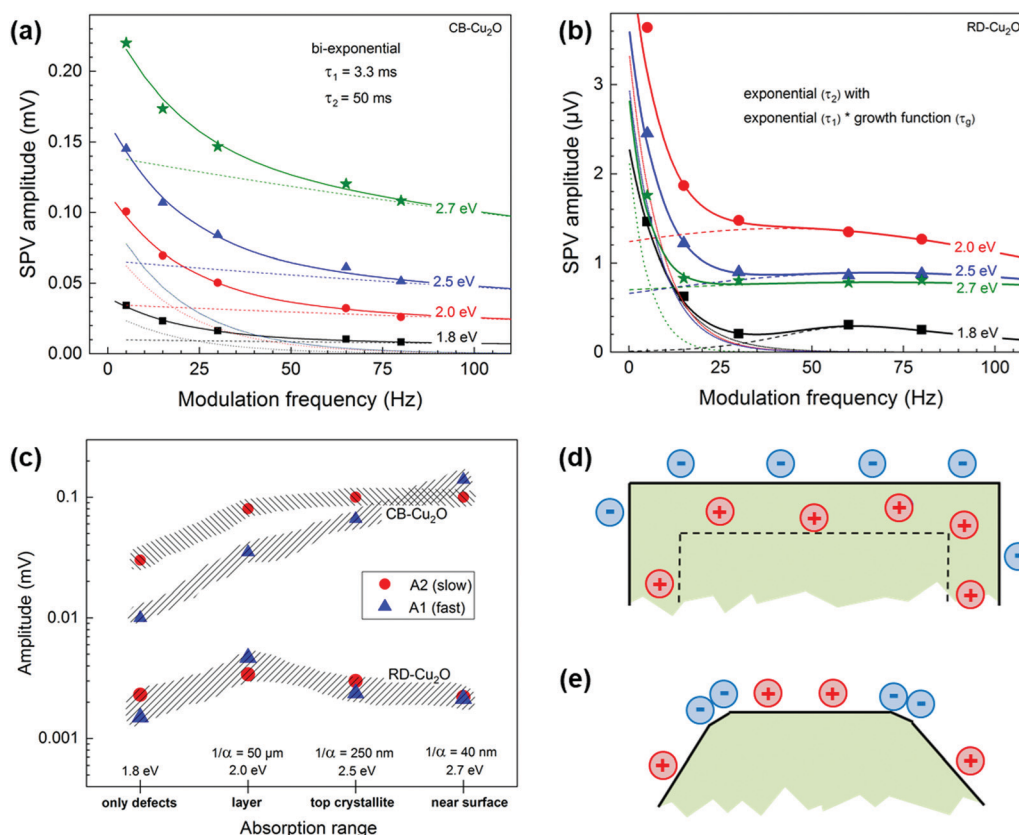 (a)
CB-Cu₂O
bi-exponential
τ₁ = 3.3 ms
τ₂ = 50 ms
2.7 eV
2.5 eV
2.0 eV
1.8 eV
0.20
0.15
0.10
0.05
0.00
SPV amplitude (mV)
0 25 50 75 100
Modulation frequency (Hz)
(b)
RD-Cu₂O
exponential (τ₂) with
exponential (τ₁) * growth function (τg)
2.0 eV
2.5 eV
2.7 eV
1.8 eV
3
2
1
0
SPV amplitude (µV)
0 25 50 75 100
Modulation frequency (Hz)
(c)
CB-Cu₂O
A2 (slow)
A1 (fast)
RD-Cu₂O
0.1
0.01
0.001
Amplitude (mV)
1/α = 50 µm 1/α = 250 nm 1/α = 40 nm
1.8 eV 2.0 eV 2.5 eV 2.7 eV
only defects layer top crystallite near surface
Absorption range
(d)
- - - -
- + + + + -
+ +
(e)
- - + + - -
+ +